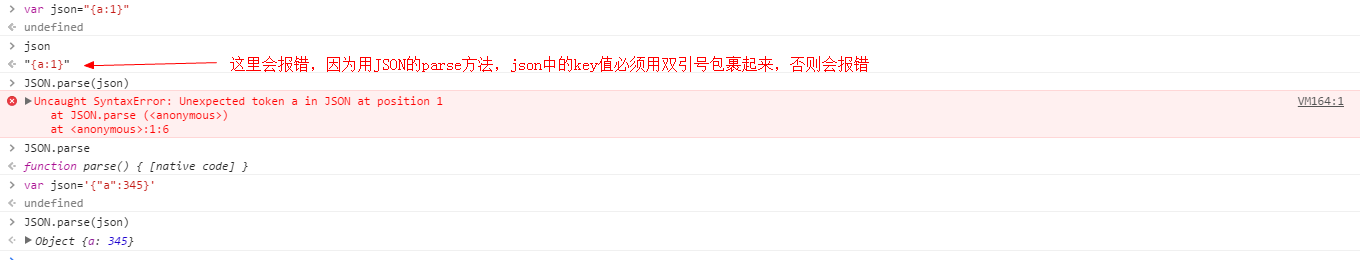 var json="{a:1}"
undefined
json
"{a:1}" 这里会报错，因为用JSON的parse方法，json中的key值必须用双引号包裹起来，否则会报错
JSON.parse(json)
Uncaught SyntaxError: Unexpected token a in JSON at position 1 VM164:1
at JSON.parse (<anonymous>)
at <anonymous>:1:6
JSON.parse
function parse() { [native code] }
var json='{"a":345}'
undefined
JSON.parse(json)
Object {a: 345}